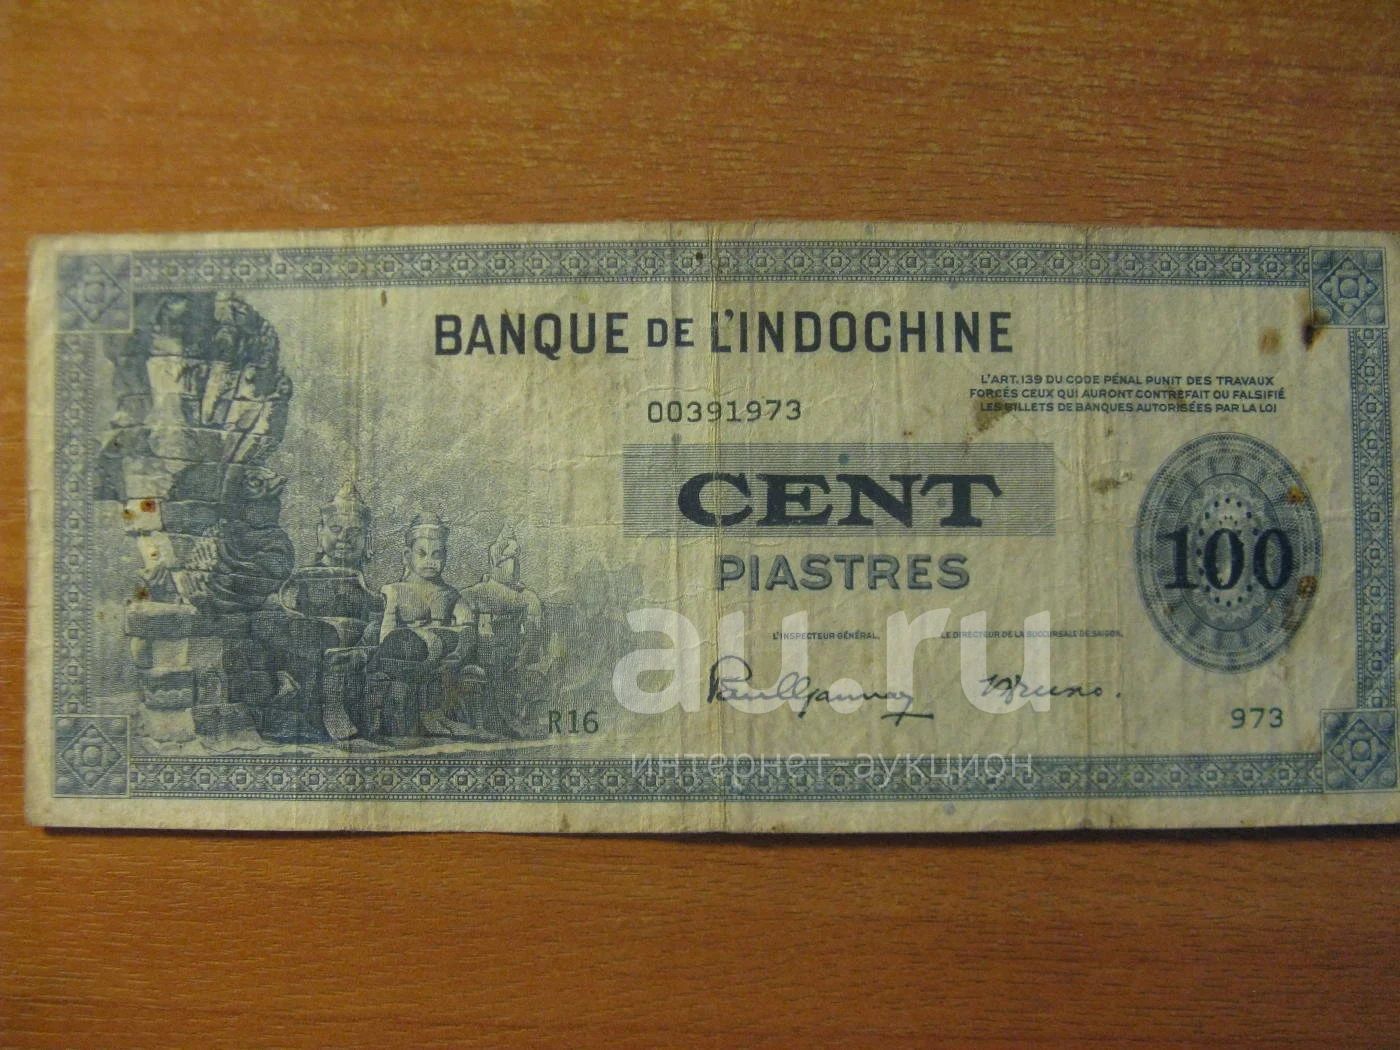 BANQUE DE L'INDOCHINE
L'ART.139 DU CODE PÉNAL PUNIT DES TRAVAUX
FORCÉS CEUX QUI AURONT CONTREFAIT OU FALSIFIÉ
LES BILLETS DE BANQUES AUTORISÉES PAR LA LOI
00391973
CENT
PIASTRES
100
L'INSPECTEUR GÉNÉRAL,
LE DIRECTEUR DE LA SUCCURSALE DE SAIGON,
R16
973
au.ru
интернет-аукцион